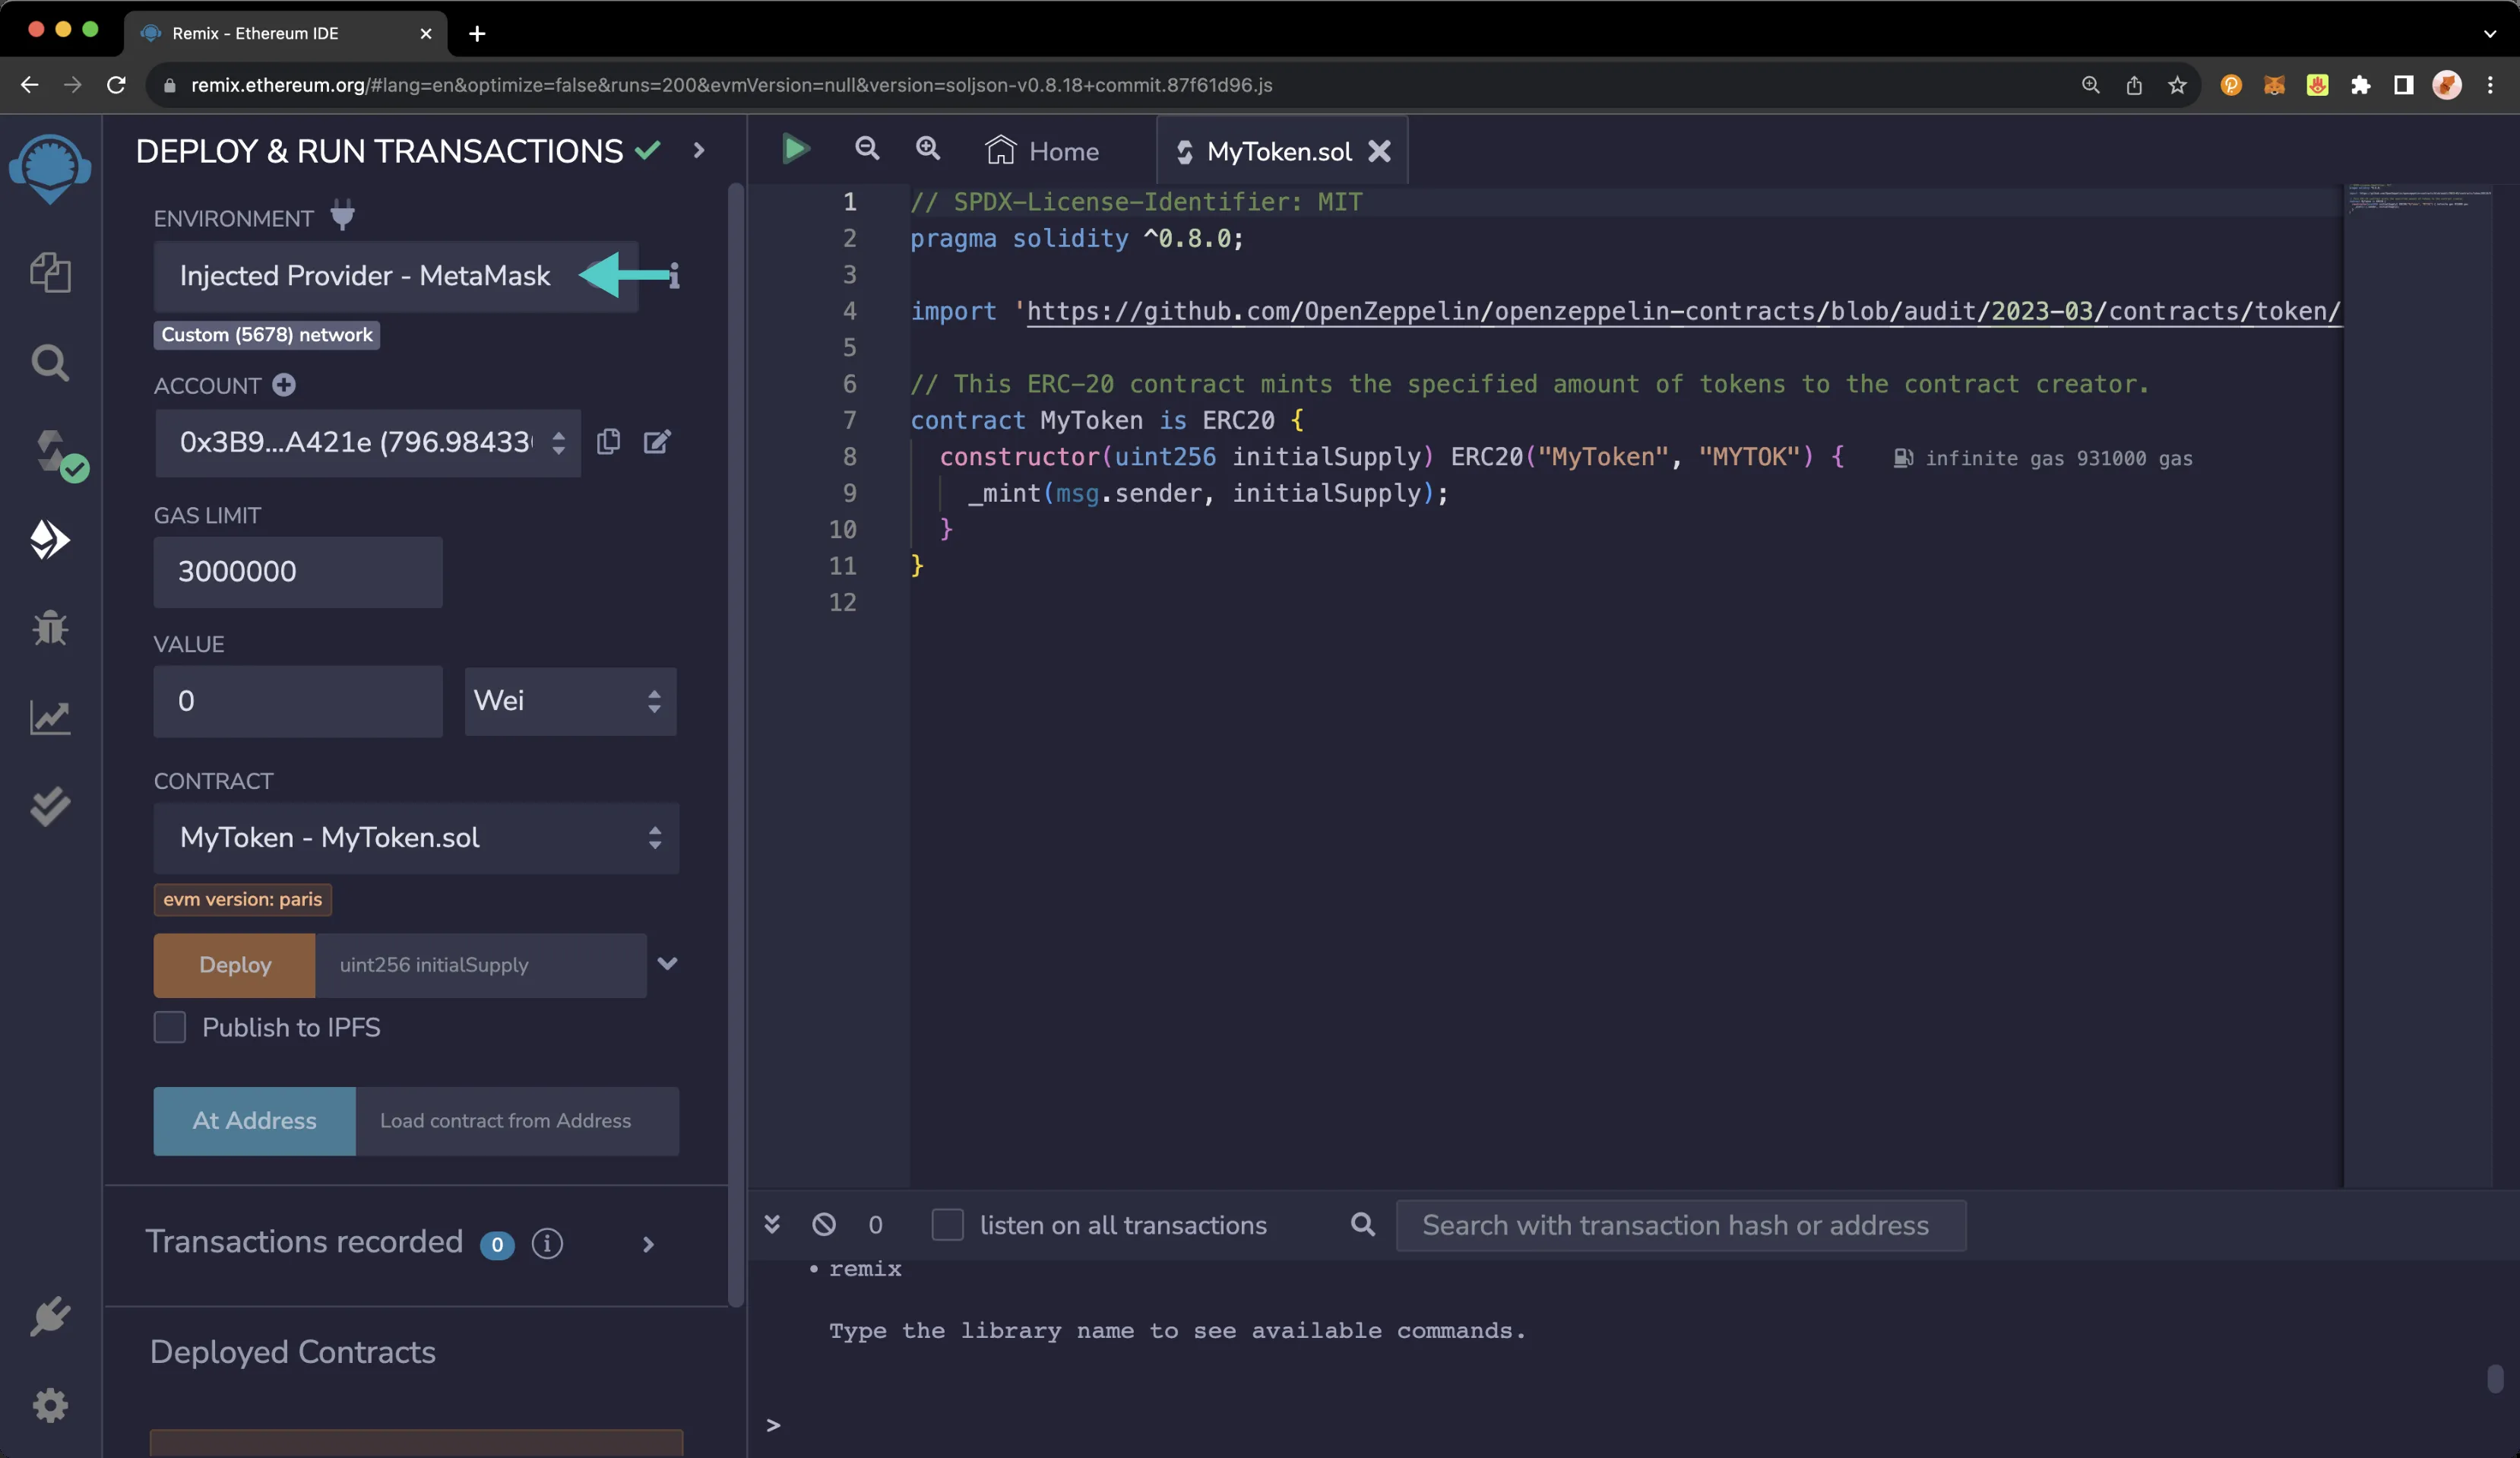 Remix - Ethereum IDE
remix.ethereum.org/#lang=en&optimize=false&runs=200&evmVersion=null&version=soljson-v0.8.18+commit.87f61d96.js
DEPLOY & RUN TRANSACTIONS
ENVIRONMENT
Injected Provider - MetaMask
Custom (5678) network
ACCOUNT
0x3B9...A421e (796.98433
GAS LIMIT
3000000
VALUE
0
Wei
CONTRACT
MyToken - MyToken.sol
evm version: paris
Deploy
uint256 initialSupply
Publish to IPFS
At Address
Load contract from Address
Transactions recorded 0 i
Deployed Contracts
Home
MyToken.sol
1 // SPDX-License-Identifier: MIT
2 pragma solidity ^0.8.0;
3
4 import 'https://github.com/OpenZeppelin/openzeppelin-contracts/blob/audit/2023-03/contracts/token/
5
6 // This ERC-20 contract mints the specified amount of tokens to the contract creator.
7 contract MyToken is ERC20 {
8 constructor(uint256 initialSupply) ERC20("MyToken", "MYTOK") { infinite gas 931000 gas
9 _mint(msg.sender, initialSupply);
10 }
11 }
12
0
listen on all transactions
Search with transaction hash or address
• remix
Type the library name to see available commands.
>